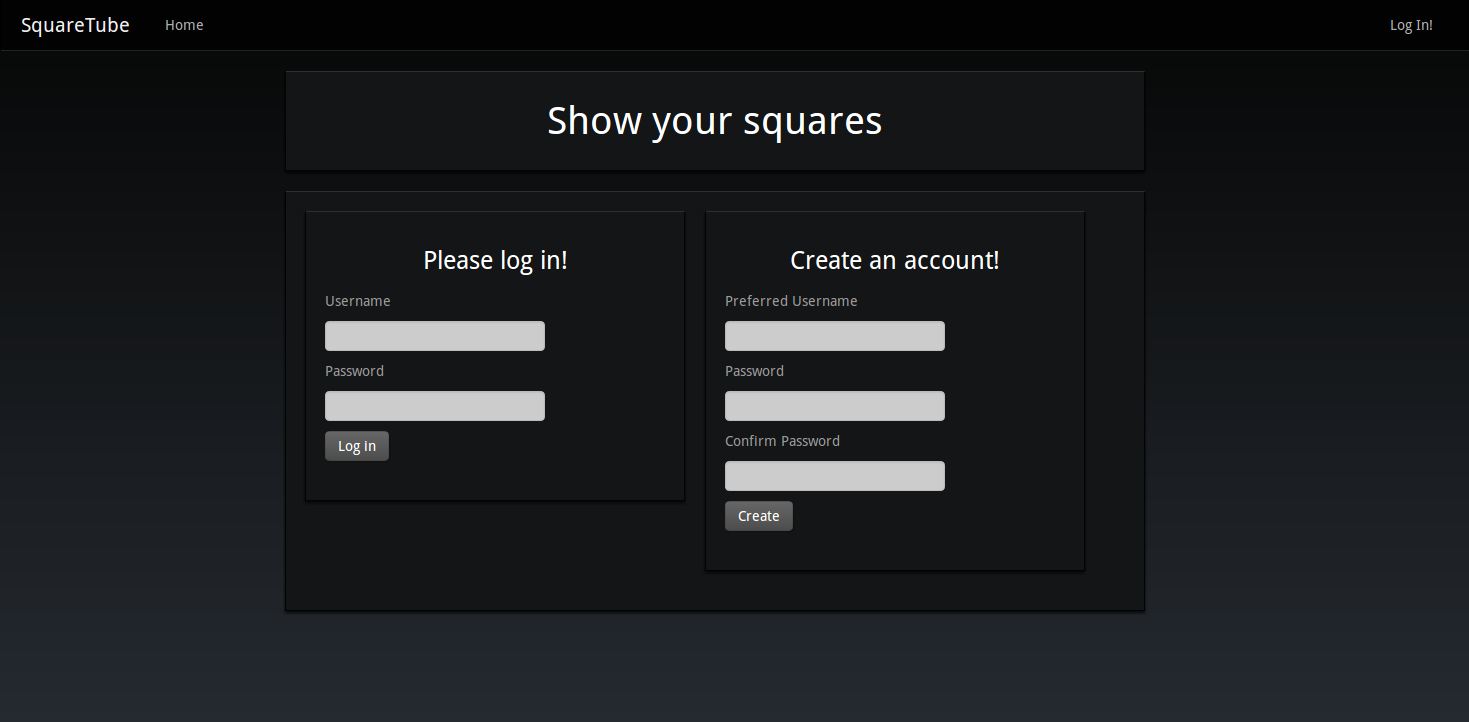 SquareTube Home Log In!
Show your squares
Please log in!
Username
Password
Log in
Create an account!
Preferred Username
Password
Confirm Password
Create